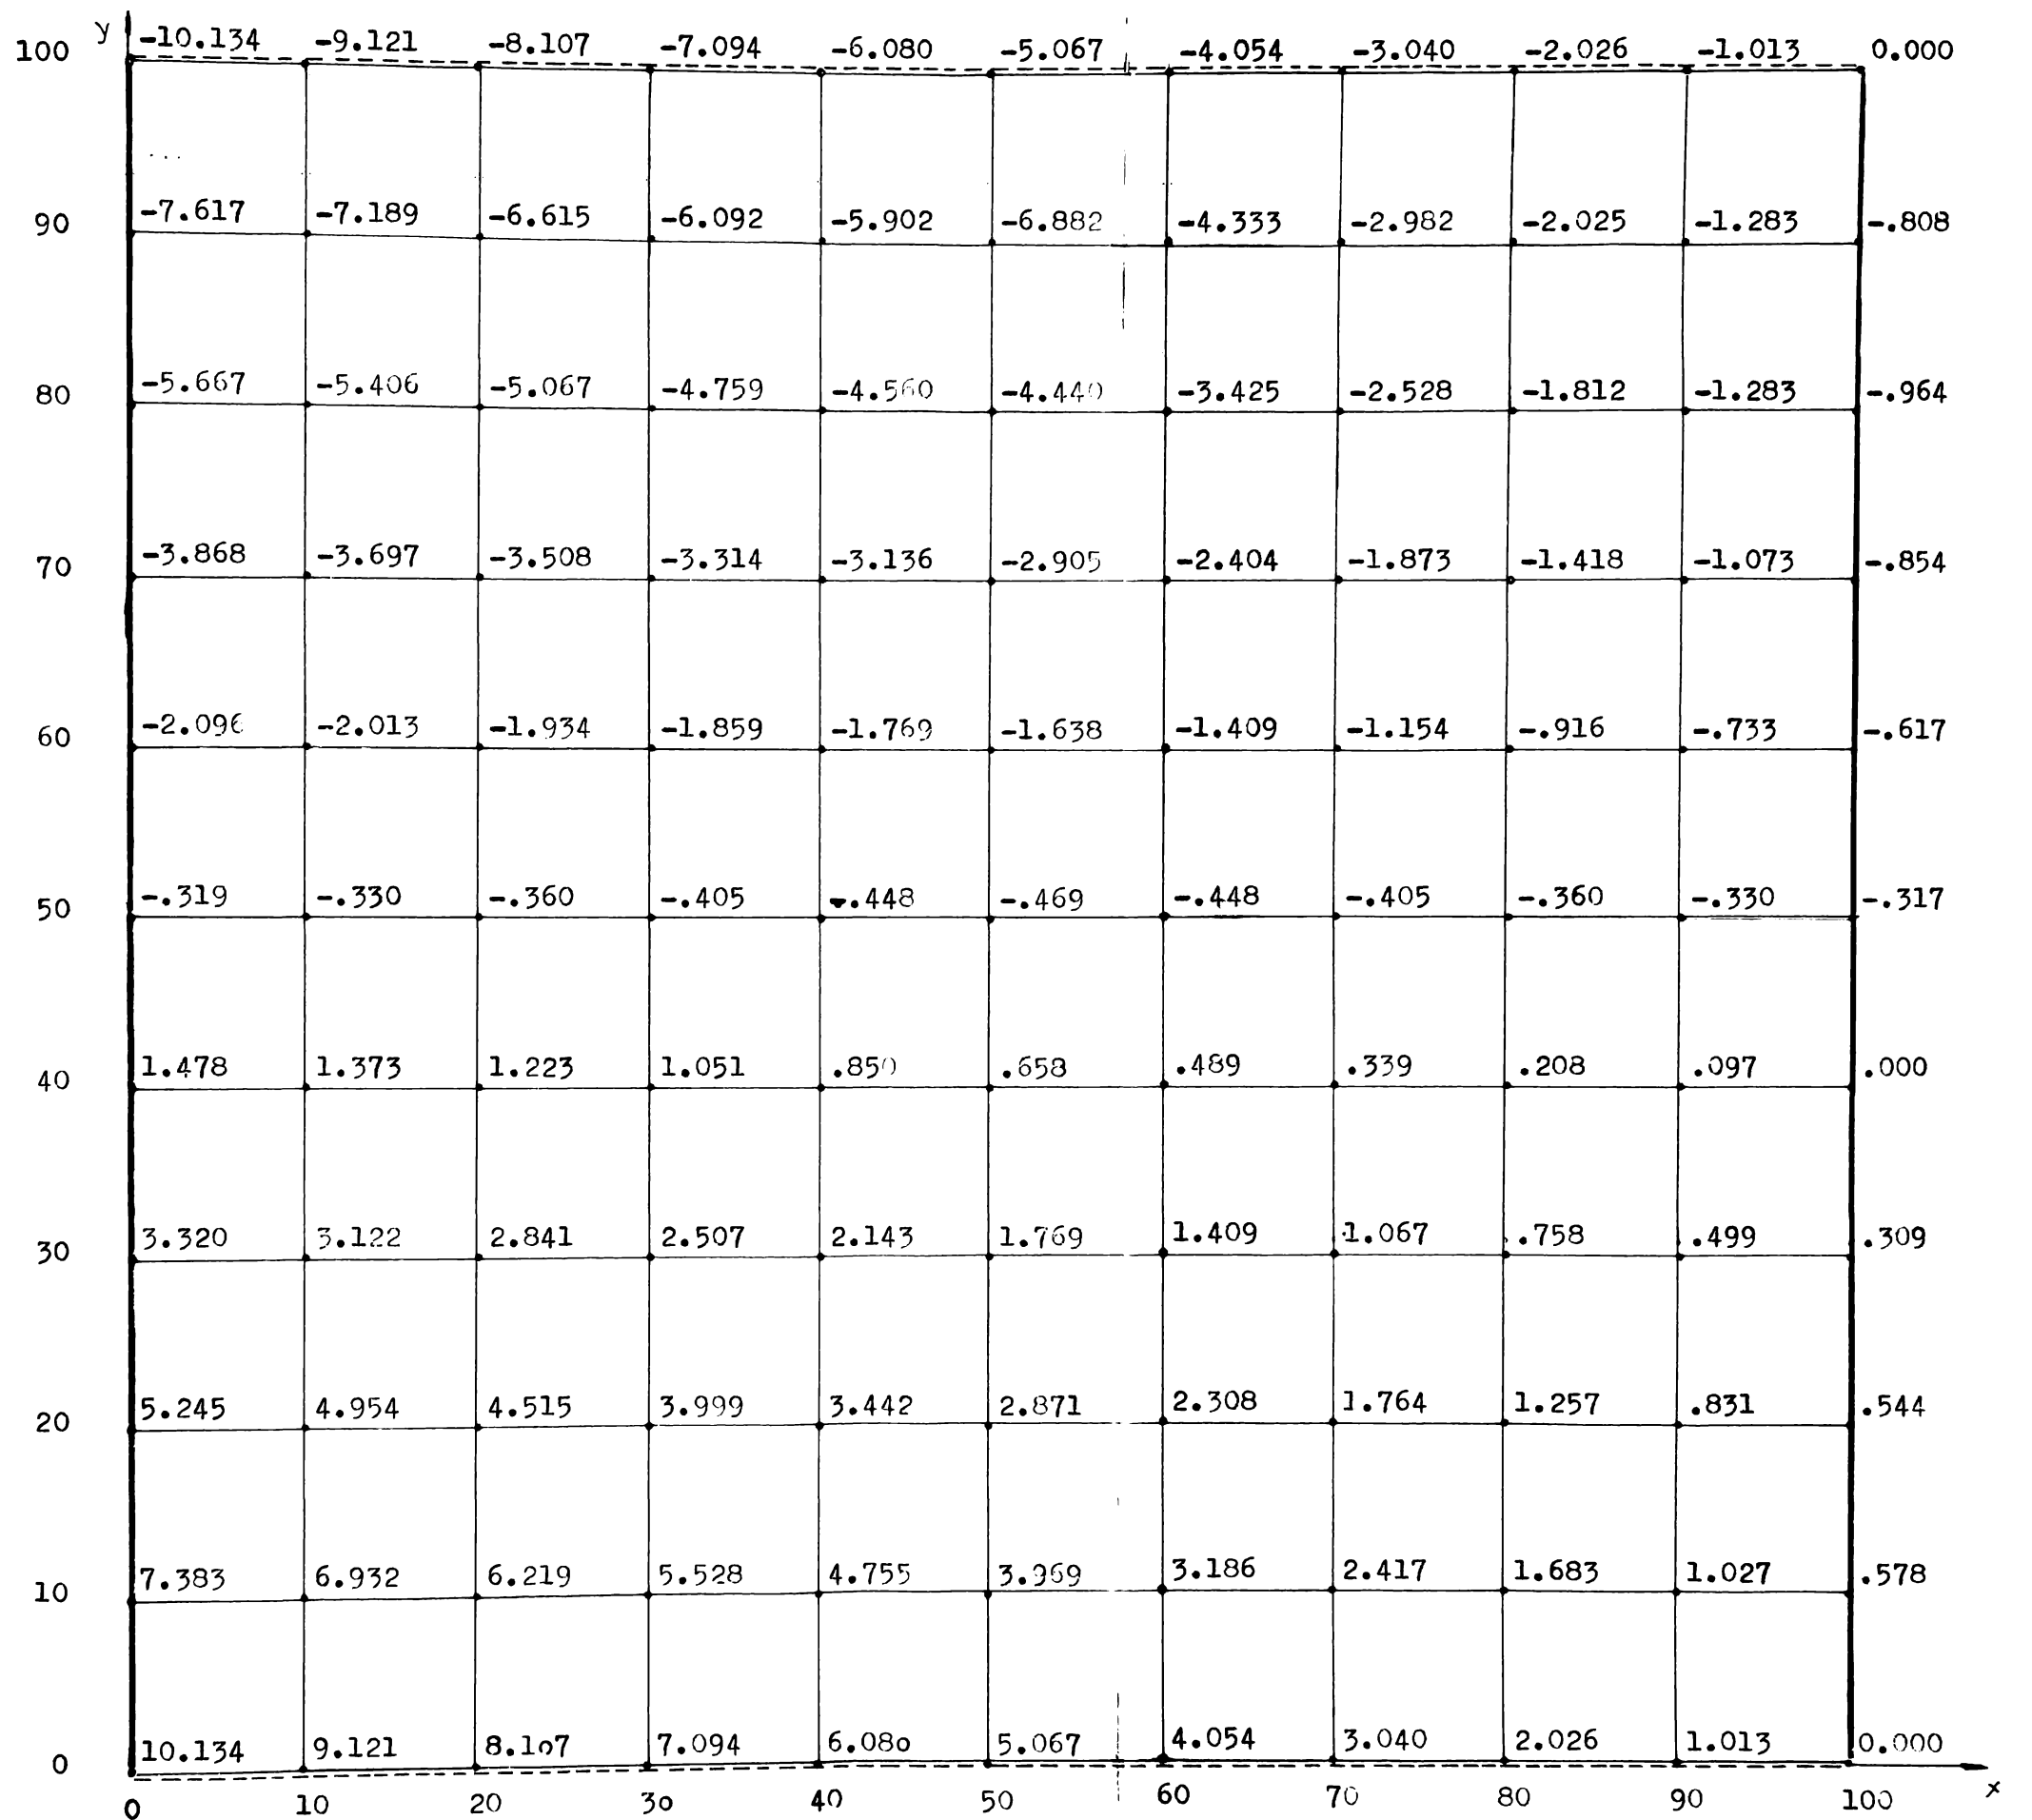 y
100 -10.134 -9.121 -8.107 -7.094 -6.080 -5.067 -4.054 -3.040 -2.026 -1.013 0.000
90 -7.617 -7.189 -6.615 -6.092 -5.902 -6.882 -4.333 -2.982 -2.025 -1.283 -.808
80 -5.667 -5.406 -5.067 -4.759 -4.560 -4.440 -3.425 -2.528 -1.812 -1.283 -.964
70 -3.868 -3.697 -3.508 -3.314 -3.136 -2.905 -2.404 -1.873 -1.418 -1.073 -.854
60 -2.096 -2.013 -1.934 -1.859 -1.769 -1.638 -1.409 -1.154 -.916 -.733 -.617
50 -.319 -.330 -.360 -.405 -.448 -.469 -.448 -.405 -.360 -.330 -.317
40 1.478 1.373 1.223 1.051 .850 .658 .489 .339 .208 .097 .000
30 3.320 3.122 2.841 2.507 2.143 1.769 1.409 1.067 .758 .499 .309
20 5.245 4.954 4.515 3.999 3.442 2.871 2.308 1.764 1.257 .831 .544
10 7.383 6.932 6.219 5.528 4.755 3.969 3.186 2.417 1.683 1.027 .578
0 10.134 9.121 8.107 7.094 6.080 5.067 4.054 3.040 2.026 1.013 0.000
0 10 20 30 40 50 60 70 80 90 100 x